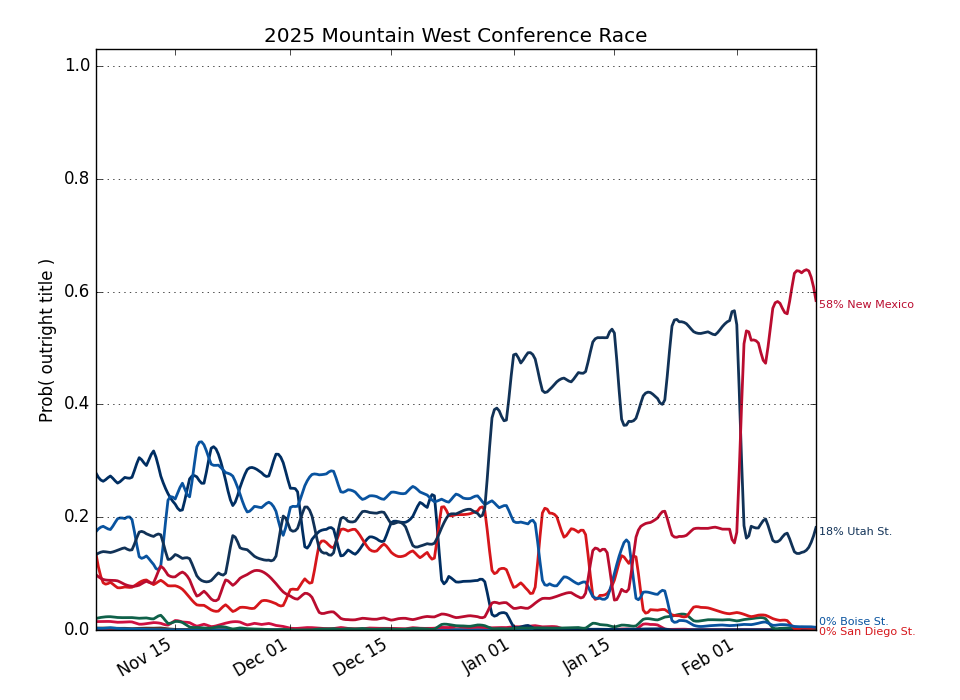 2025 Mountain West Conference Race
Prob( outright title )
1.0
0.8
0.6
0.4
0.2
0.0
58% New Mexico
18% Utah St.
0% Boise St.
0% San Diego St.
Nov 15
Dec 01
Dec 15
Jan 01
Jan 15
Feb 01